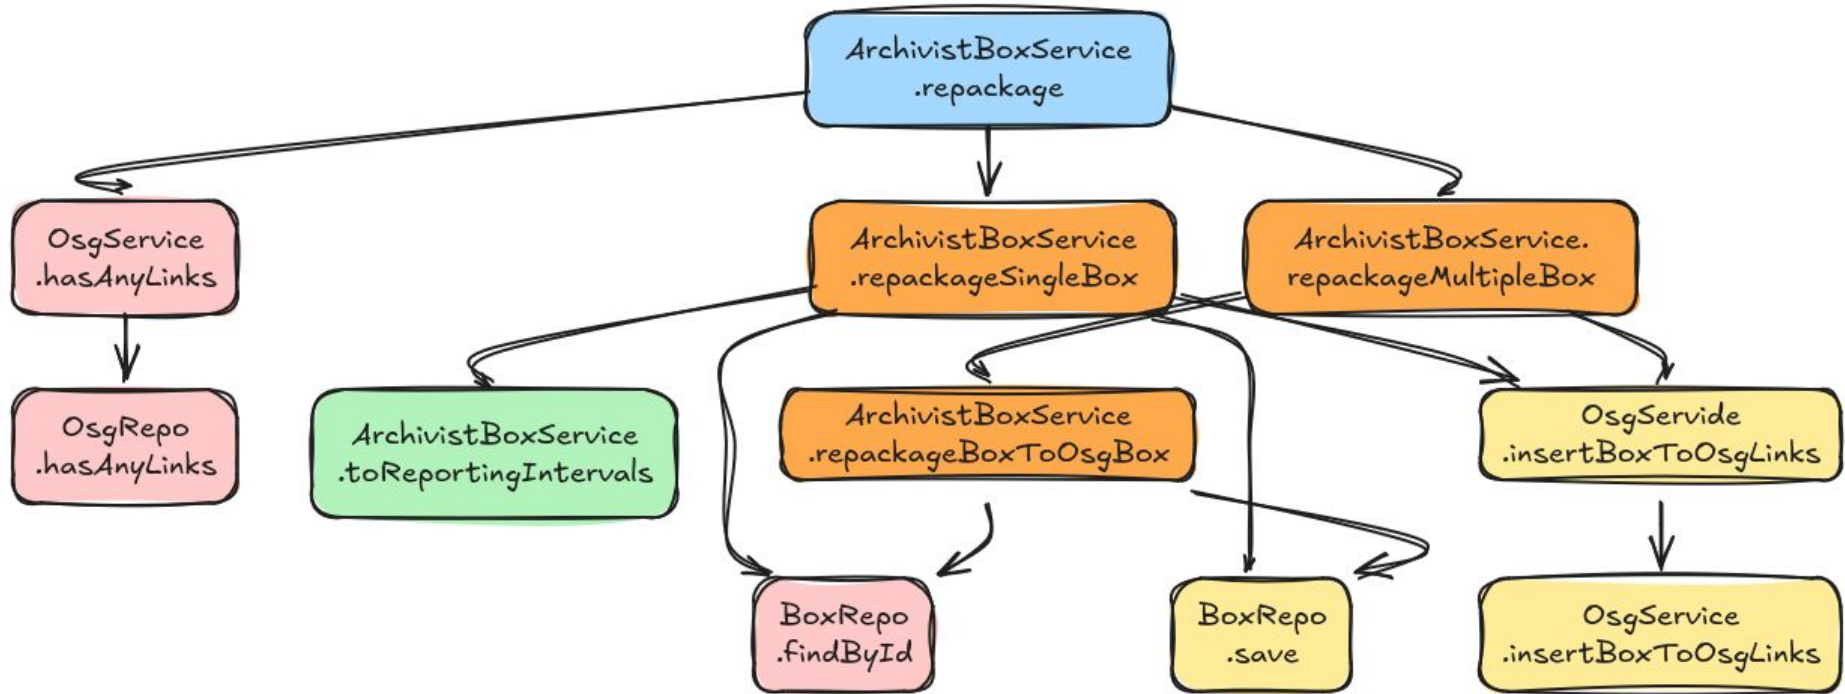 ArchivistBoxService
.repackage
OsgService
.hasAnyLinks
ArchivistBoxService
.repackageSingleBox
ArchivistBoxService.
repackageMultipleBox
OsgRepo
.hasAnyLinks
ArchivistBoxService
.toReportingIntervals
ArchivistBoxService
.repackageBoxToOsgBox
OsgServide
.insertBoxToOsgLinks
BoxRepo
.findById
BoxRepo
.save
OsgService
.insertBoxToOsgLinks